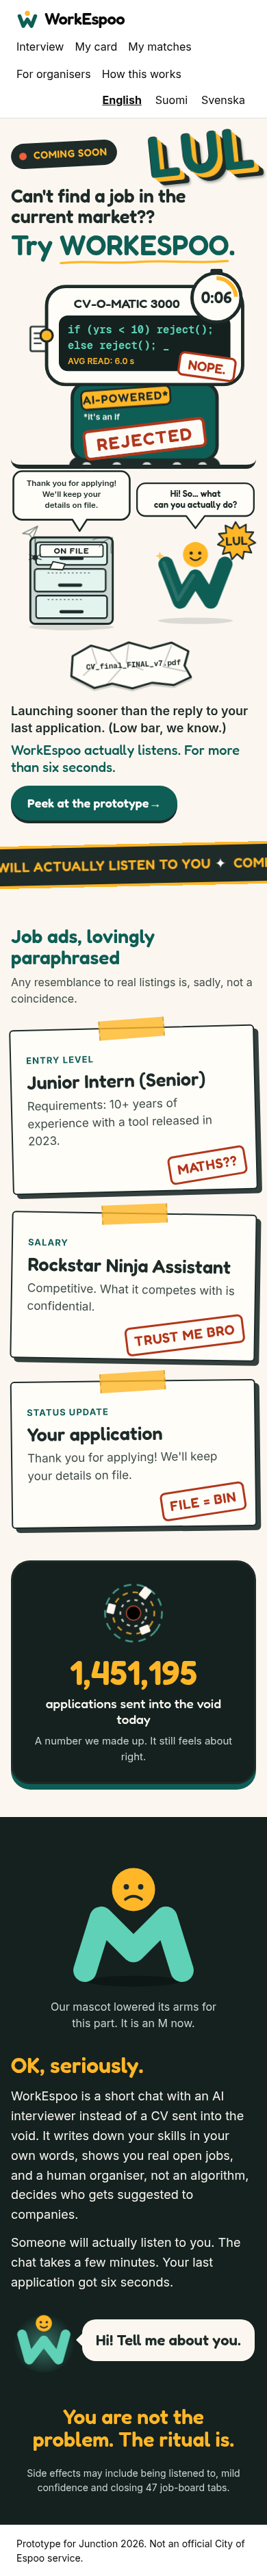 WorkEspoo
Interview My card My matches
For organisers How this works
English Suomi Svenska
COMING SOON
LUL
Can't find a job in the
current market??
Try WORKESPOO.
0:06
CV-O-MATIC 3000
if (yrs < 10) reject();
else reject(); _
AVG READ: 6.0 s
NOPE.
AI-POWERED*
*it's an If
REJECTED
Thank you for applying!
We'll keep your
details on file.
Hi! So... what
can you actually do?
ON FILE
LUL
CV_final_FINAL_v7.pdf
Launching sooner than the reply to your
last application. (Low bar, we know.)
WorkEspoo actually listens. For more
than six seconds.
Peek at the prototype→
WILL ACTUALLY LISTEN TO YOU ✦
Job ads, lovingly
paraphrased
Any resemblance to real listings is, sadly, not a
coincidence.
ENTRY LEVEL
Junior Intern (Senior)
Requirements: 10+ years of
experience with a tool released in
2023.
MATHS??
SALARY
Rockstar Ninja Assistant
Competitive. What it competes with is
confidential.
TRUST ME BRO
STATUS UPDATE
Your application
Thank you for applying! We'll keep
your details on file.
FILE = BIN
1,451,195
applications sent into the void
today
A number we made up. It still feels about
right.
Our mascot lowered its arms for
this part. It is an M now.
OK, seriously.
WorkEspoo is a short chat with an AI
interviewer instead of a CV sent into the
void. It writes down your skills in your
own words, shows you real open jobs,
and a human organiser, not an algorithm,
decides who gets suggested to
companies.
Someone will actually listen to you. The
chat takes a few minutes. Your last
application got six seconds.
Hi! Tell me about you.
You are not the
problem. The ritual is.
Side effects may include being listened to, mild
confidence and closing 47 job-board tabs.
Prototype for Junction 2026. Not an official City of
Espoo service.